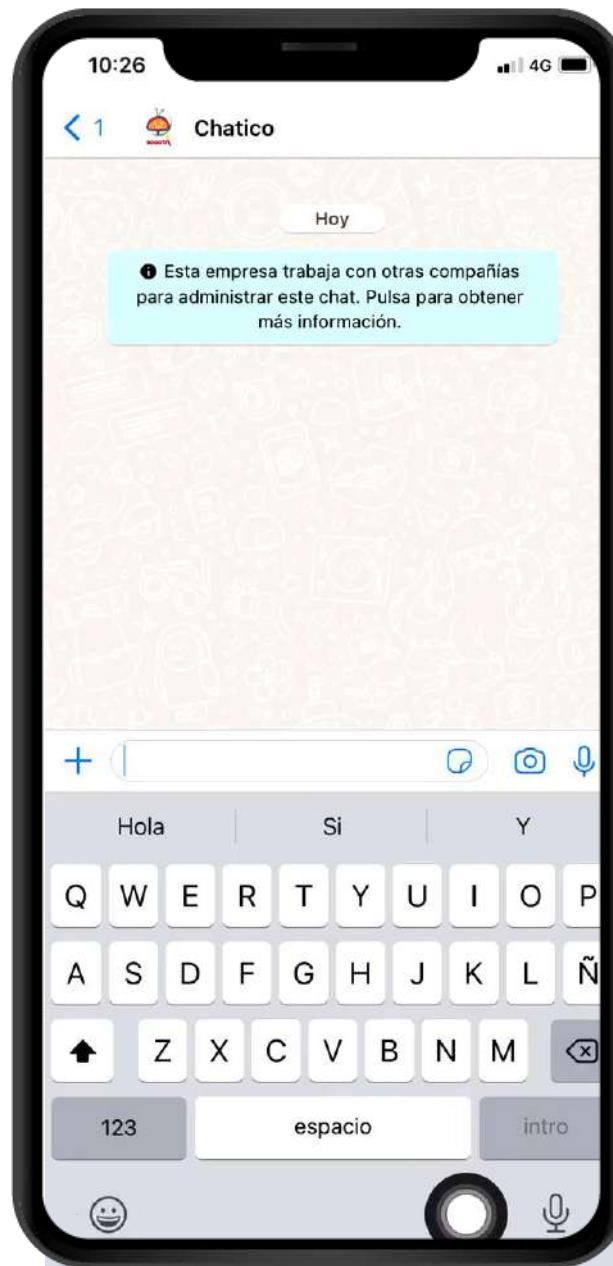 10:26
4G
1
BOGOTÁ
Chatico
Hoy
Esta empresa trabaja con otras compañías
para administrar este chat. Pulsa para obtener
más información.
Hola Si Y
Q W E R T Y U I O P
A S D F G H J K L Ñ
Z X C V B N M
123 espacio intro